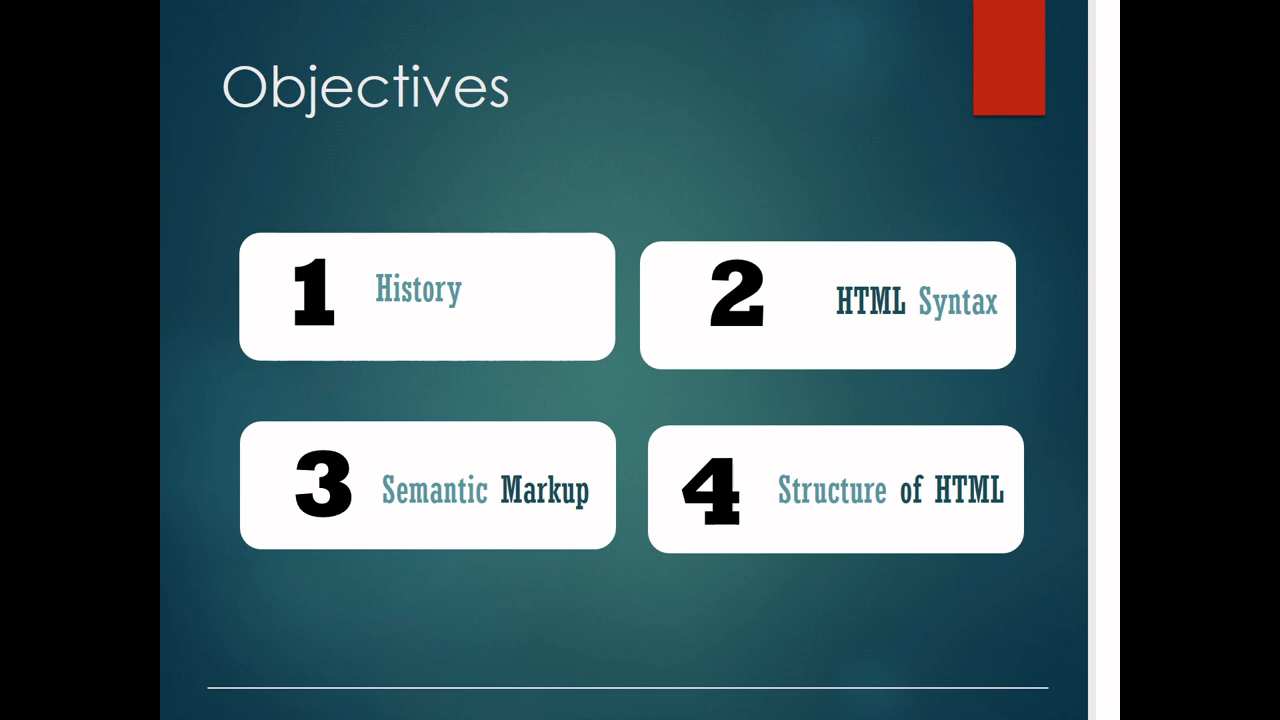 Objectives
1 History
2 HTML Syntax
3 Semantic Markup
4 Structure of HTML